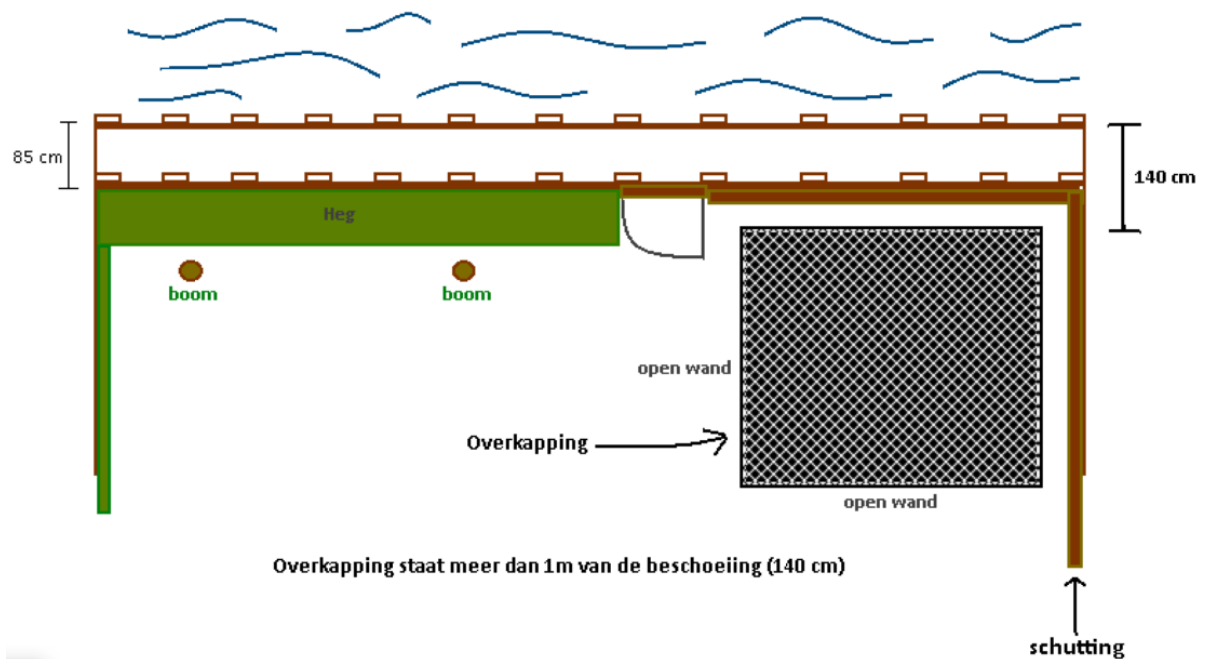 85 cm
140 cm
Heg
boom
boom
open wand
Overkapping
open wand
Overkapping staat meer dan 1m van de beschoeiing (140 cm)
schutting